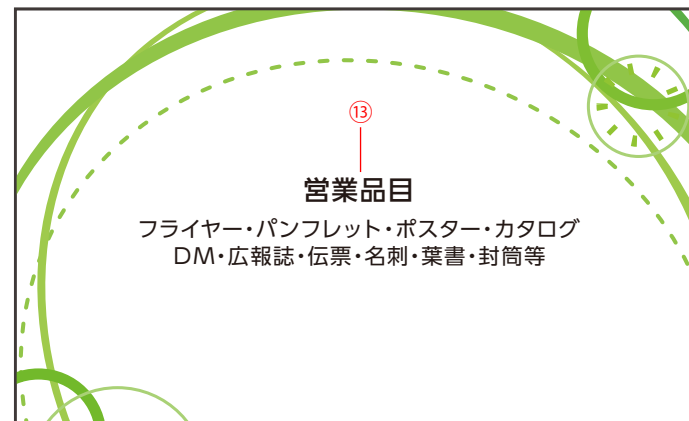 ⑬
営業品目
フライヤー・パンフレット・ポスター・カタログ
DM・広報誌・伝票・名刺・葉書・封筒等